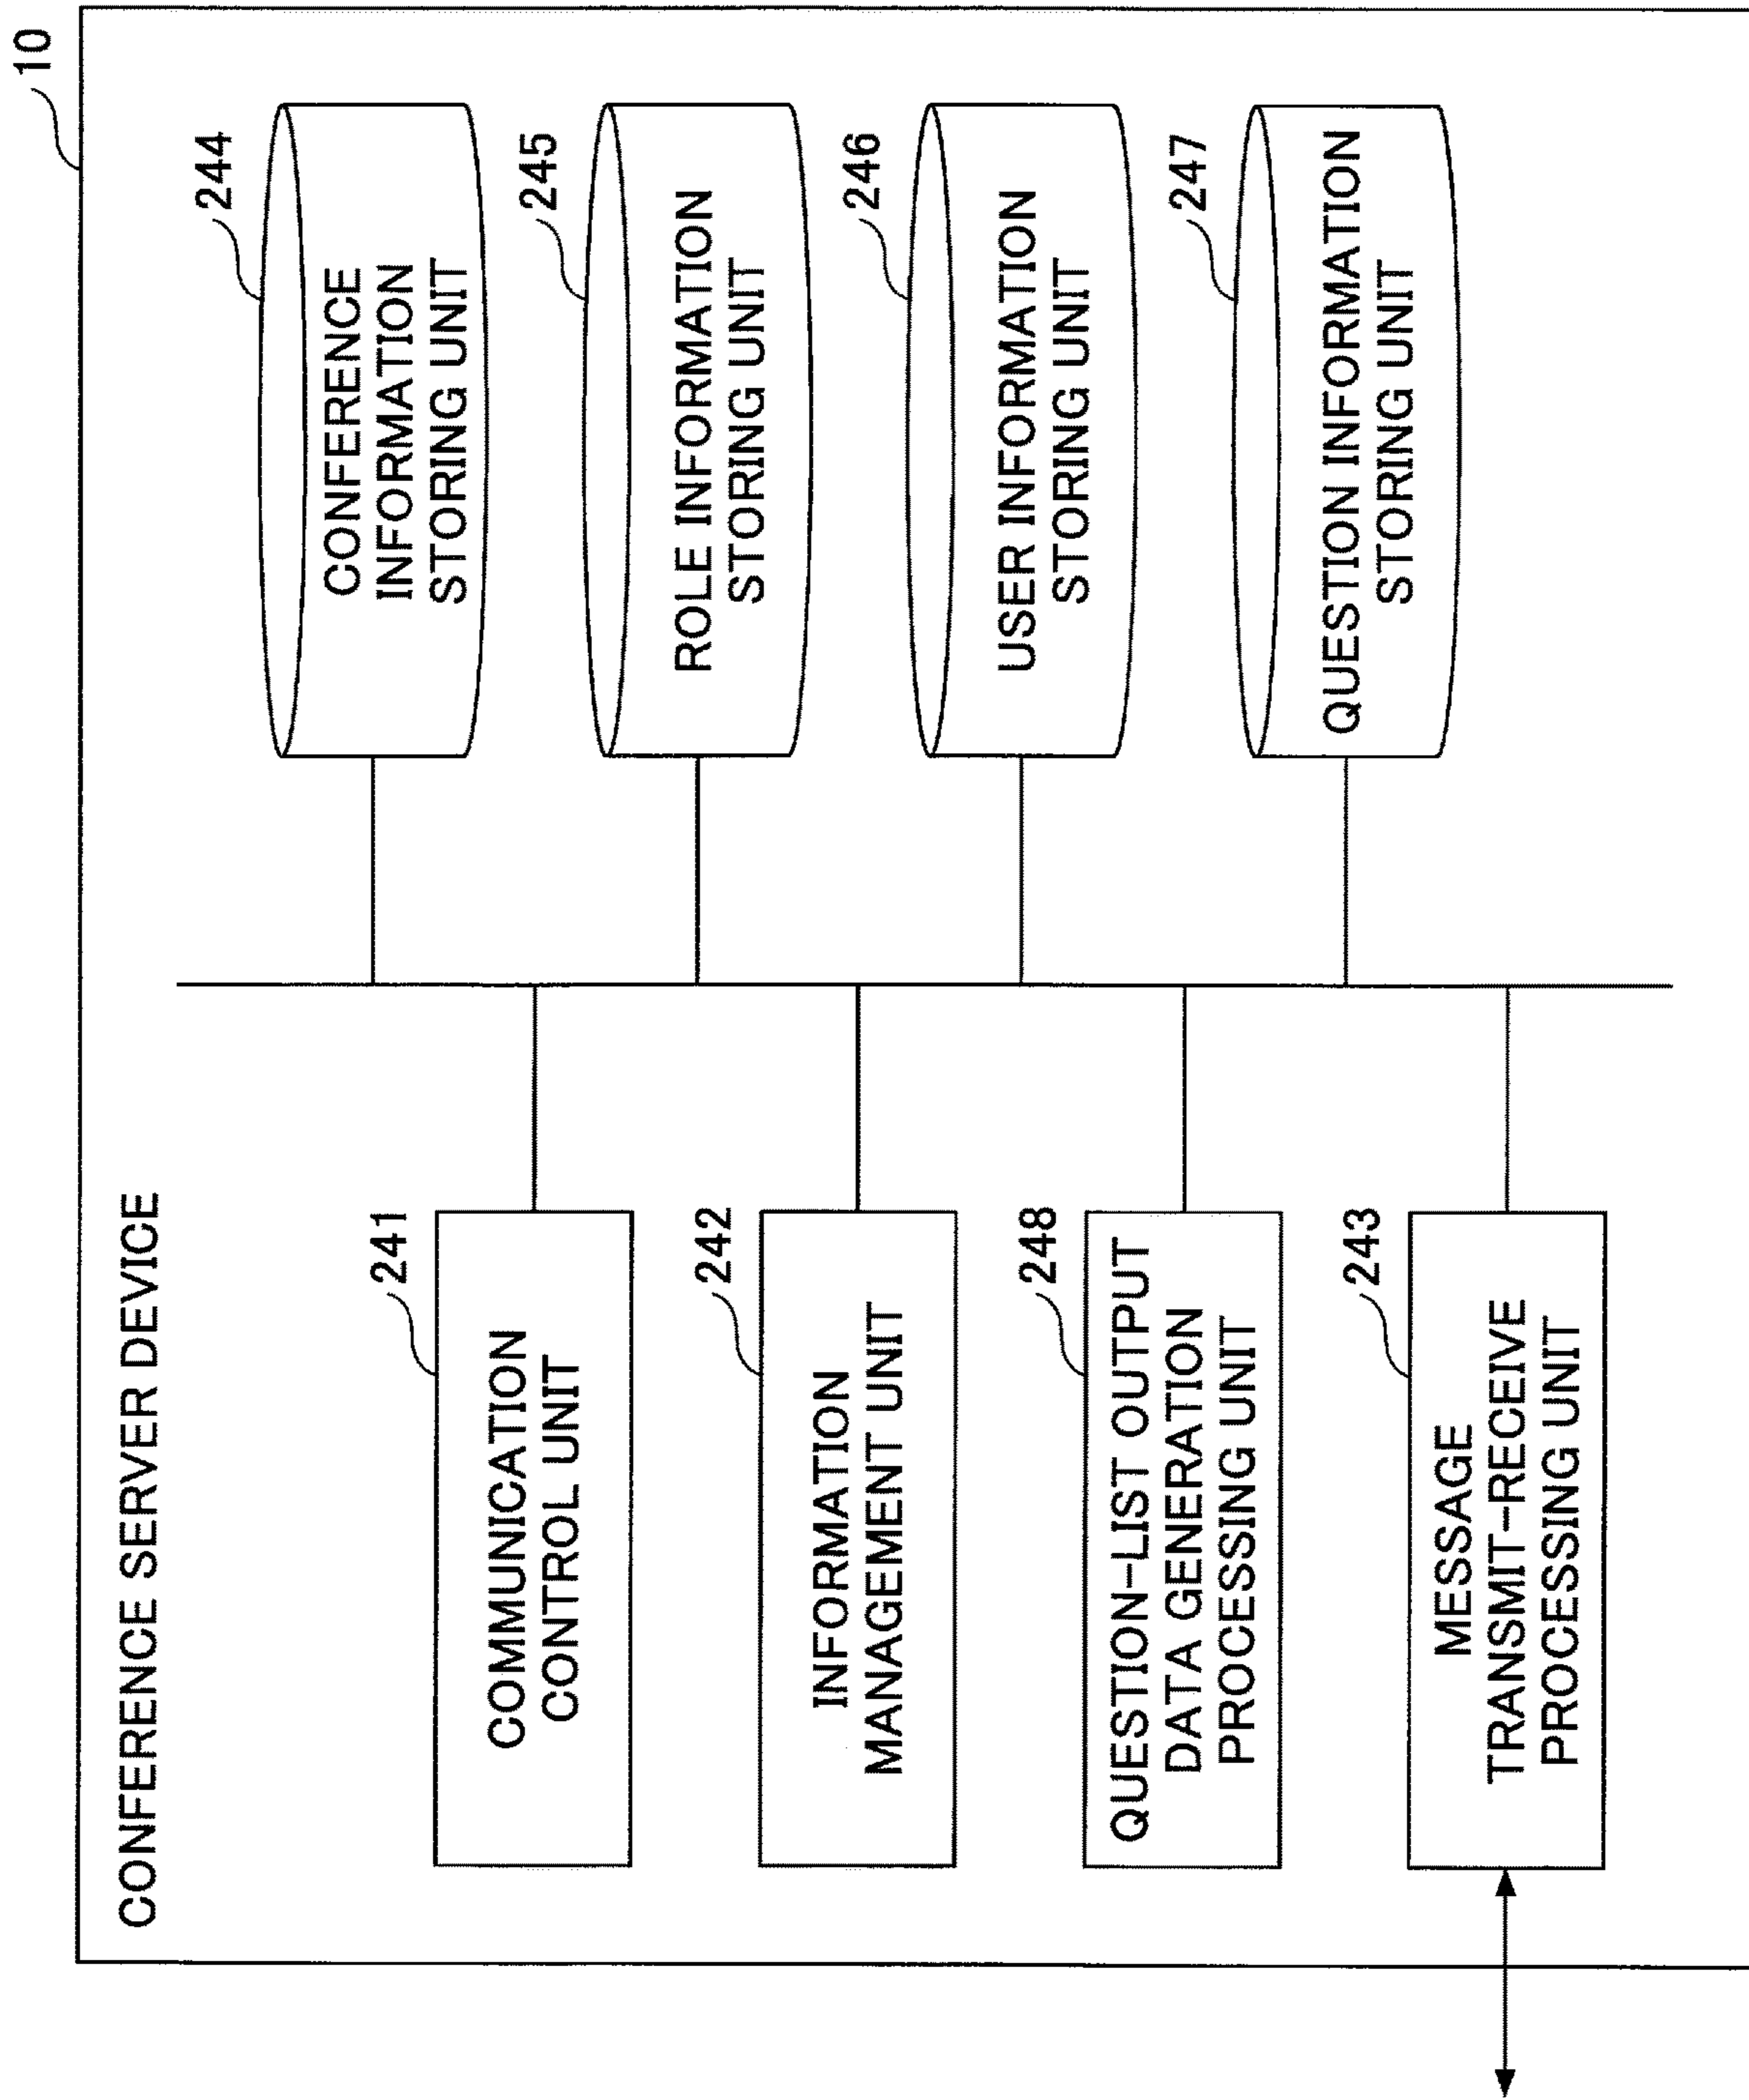 10
CONFERENCE SERVER DEVICE
241
COMMUNICATION
CONTROL UNIT
242
INFORMATION
MANAGEMENT UNIT
248
QUESTION-LIST OUTPUT
DATA GENERATION
PROCESSING UNIT
243
MESSAGE
TRANSMIT-RECEIVE
PROCESSING UNIT
244
CONFERENCE
INFORMATION
STORING UNIT
245
ROLE INFORMATION
STORING UNIT
246
USER INFORMATION
STORING UNIT
247
QUESTION INFORMATION
STORING UNIT